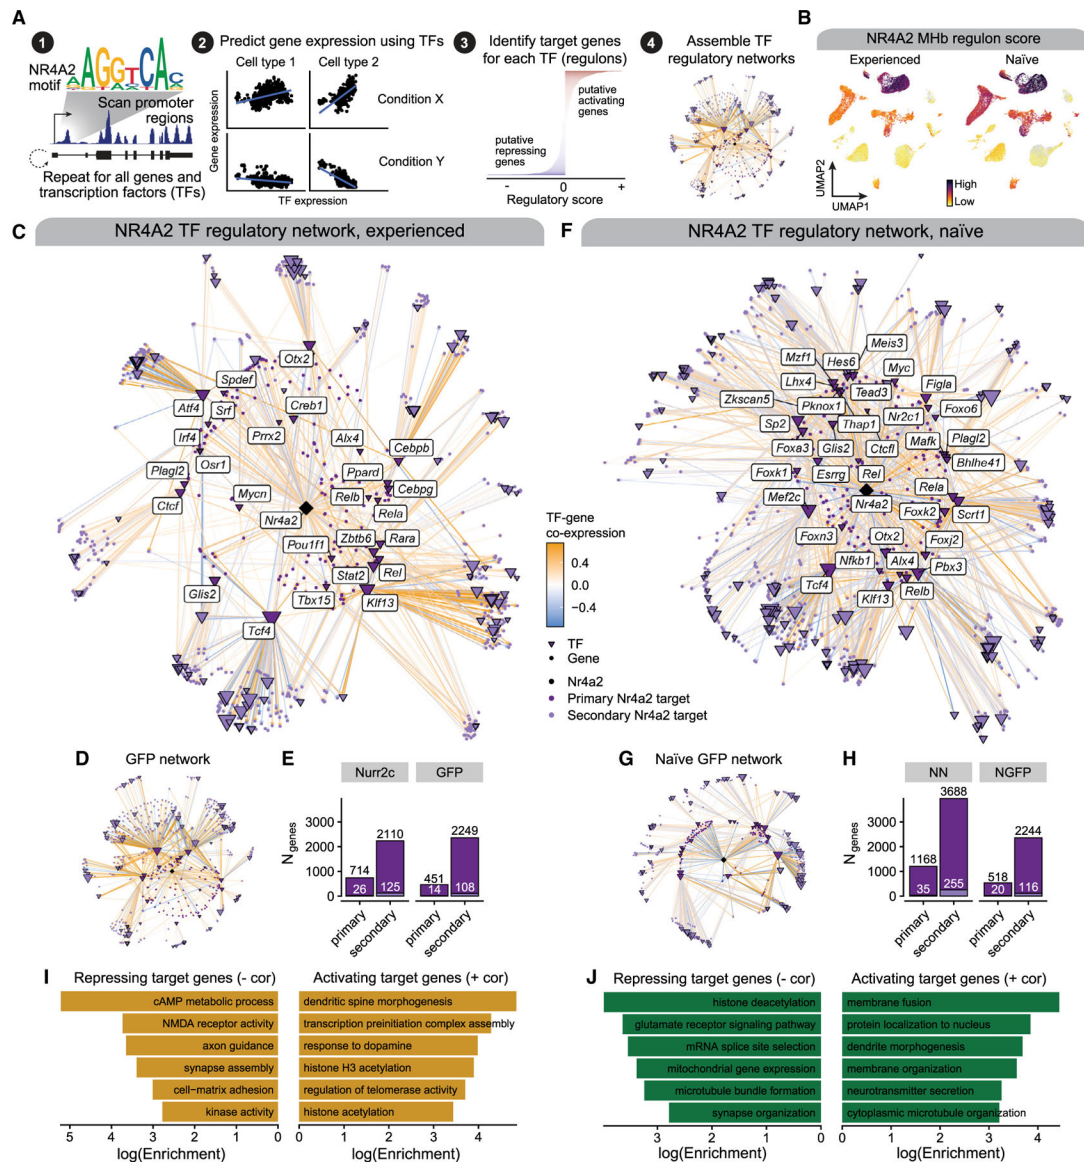 A
1
NR4A2
motif
AAGGTCAC
Scan promoter
regions
Repeat for all genes and
transcription factors (TFs)
2
Predict gene expression using TFs
Cell type 1
Cell type 2
Condition X
Condition Y
Gene expression
TF expression
3
Identify target genes
for each TF (regulons)
putative
activating
genes
putative
repressing
genes
- 0 +
Regulatory score
4
Assemble TF
regulatory networks
B
NR4A2 MHb regulon score
Experienced
Naïve
UMAP2
UMAP1
High
Low
C
NR4A2 TF regulatory network, experienced
Otx2
Spdef
Atf4
Srf
Creb1
Irf4
Prrx2
Alx4
Cebpb
Osr1
Plagl2
Ppard
Cebpg
Ctcf
Mycn
Relb
Rela
Nr4a2
Zbtb6
Rara
Pou1f1
Stat2
Rel
Glis2
Tbx15
Klf13
Tcf4
TF-gene
co-expression
0.4
0.0
−0.4
TF
Gene
Nr4a2
Primary Nr4a2 target
Secondary Nr4a2 target
F
NR4A2 TF regulatory network, naïve
Meis3
Mzf1
Hes6
Myc
Lhx4
Tead3
Figla
Zkscan5
Pknox1
Nr2c1
Foxo6
Sp2
Thap1
Mafk
Plagl2
Foxa3
Glis2
Ctcfl
Bhlhe41
Foxk1
Esrrg
Rel
Rela
Mef2c
Nr4a2
Foxk2
Scrt1
Foxn3
Otx2
Foxj2
Nfkb1
Alx4
Pbx3
Tcf4
Klf13
Relb
D
GFP network
E
Nurr2c
GFP
N genes
3000
2000
1000
0
714
26
2110
125
451
14
2249
108
primary
secondary
primary
secondary
G
Naïve GFP network
H
NN
NGFP
N genes
3000
2000
1000
0
1168
35
3688
255
518
20
2244
116
primary
secondary
primary
secondary
I
Repressing target genes (- cor)
cAMP metabolic process
NMDA receptor activity
axon guidance
synapse assembly
cell-matrix adhesion
kinase activity
5 4 3 2 1 0
log(Enrichment)
Activating target genes (+ cor)
dendritic spine morphogenesis
transcription preinitiation complex assembly
response to dopamine
histone H3 acetylation
regulation of telomerase activity
histone acetylation
0 1 2 3 4
log(Enrichment)
J
Repressing target genes (- cor)
histone deacetylation
glutamate receptor signaling pathway
mRNA splice site selection
mitochondrial gene expression
microtubule bundle formation
synapse organization
3 2 1 0
log(Enrichment)
Activating target genes (+ cor)
membrane fusion
protein localization to nucleus
dendrite morphogenesis
membrane organization
neurotransmitter secretion
cytoplasmic microtubule organization
0 1 2 3 4
log(Enrichment)